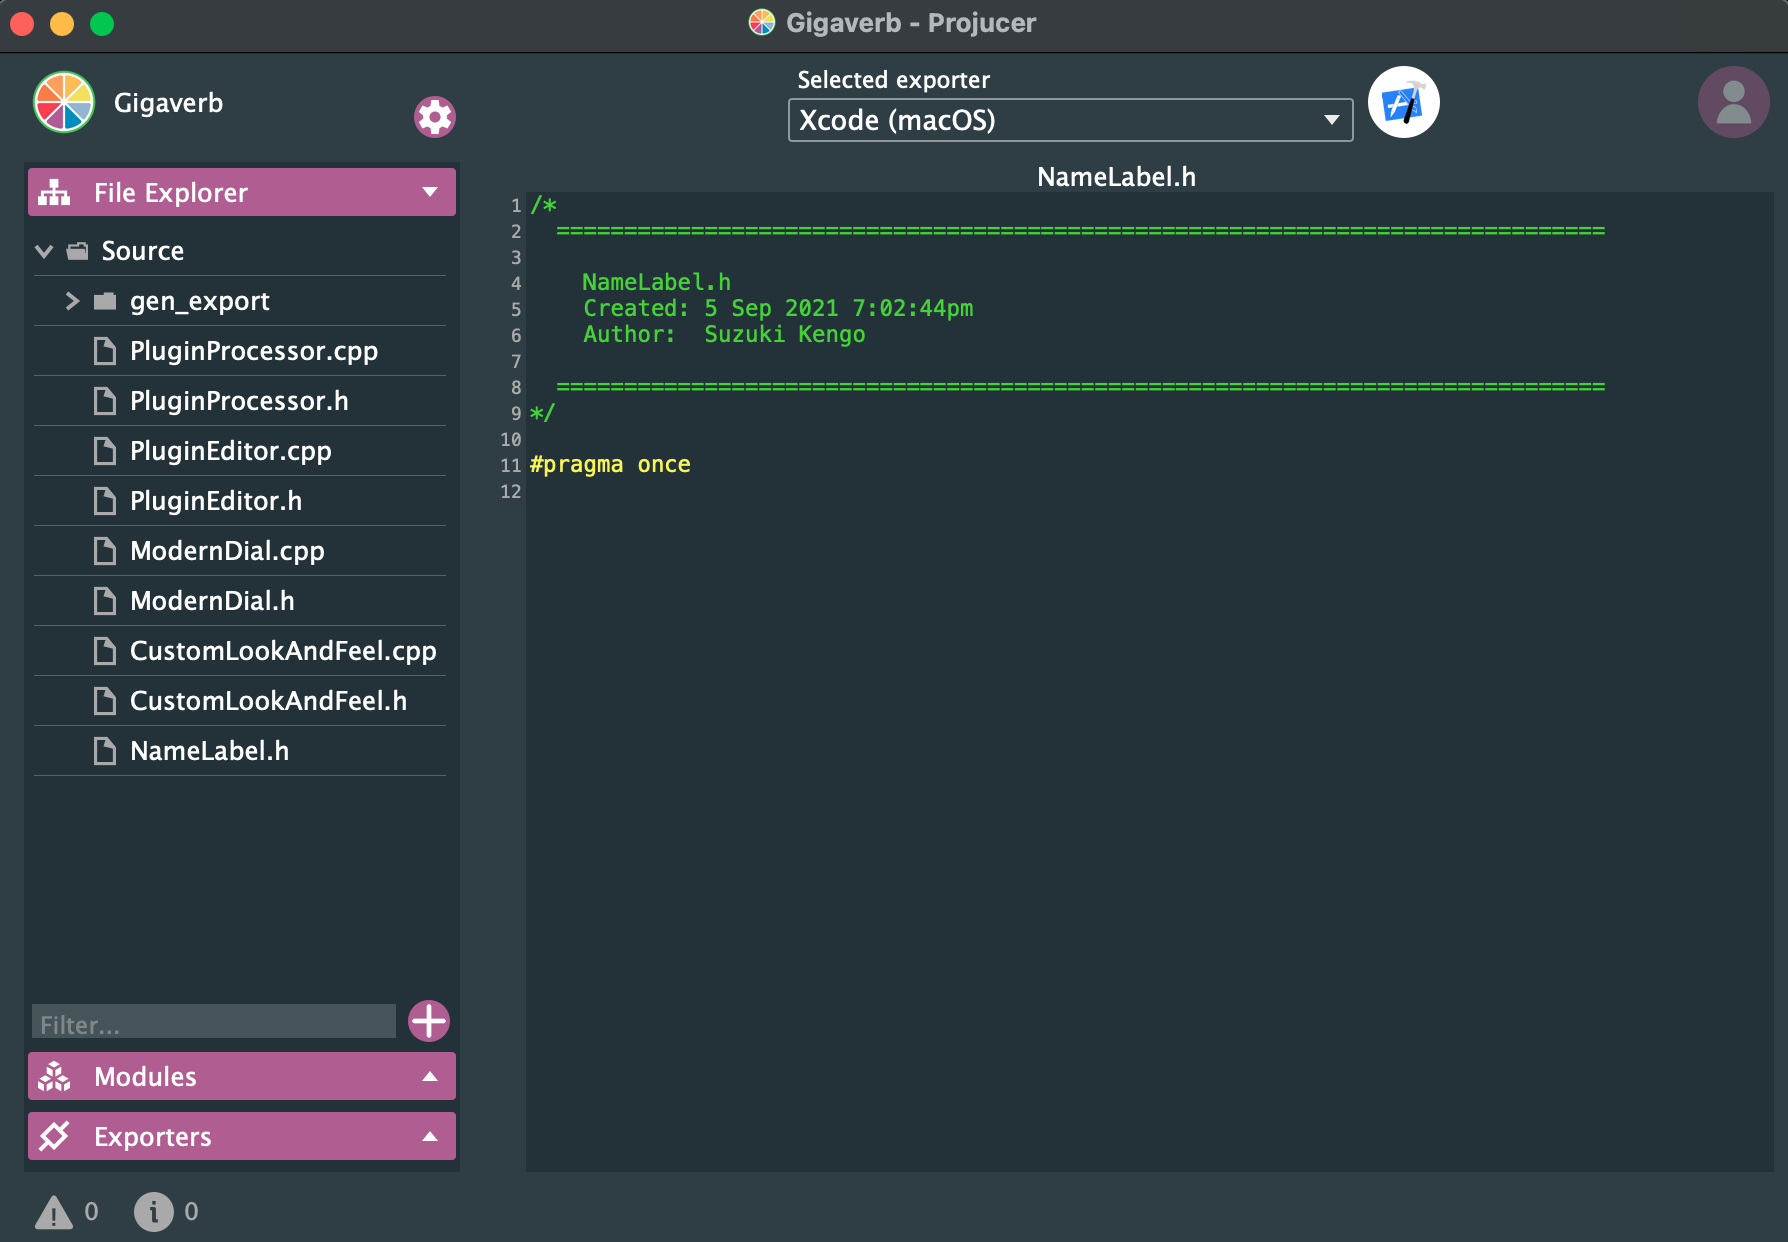 Gigaverb - Projucer
Gigaverb
Selected exporter
Xcode (macOS)
File Explorer
Source
gen_export
PluginProcessor.cpp
PluginProcessor.h
PluginEditor.cpp
PluginEditor.h
ModernDial.cpp
ModernDial.h
CustomLookAndFeel.cpp
CustomLookAndFeel.h
NameLabel.h
Filter...
Modules
Exporters
0
0
NameLabel.h
1 /*
2 ==============================================================================
3
4 NameLabel.h
5 Created: 5 Sep 2021 7:02:44pm
6 Author:  Suzuki Kengo
7
8 ==============================================================================
9 */
10
11 #pragma once
12